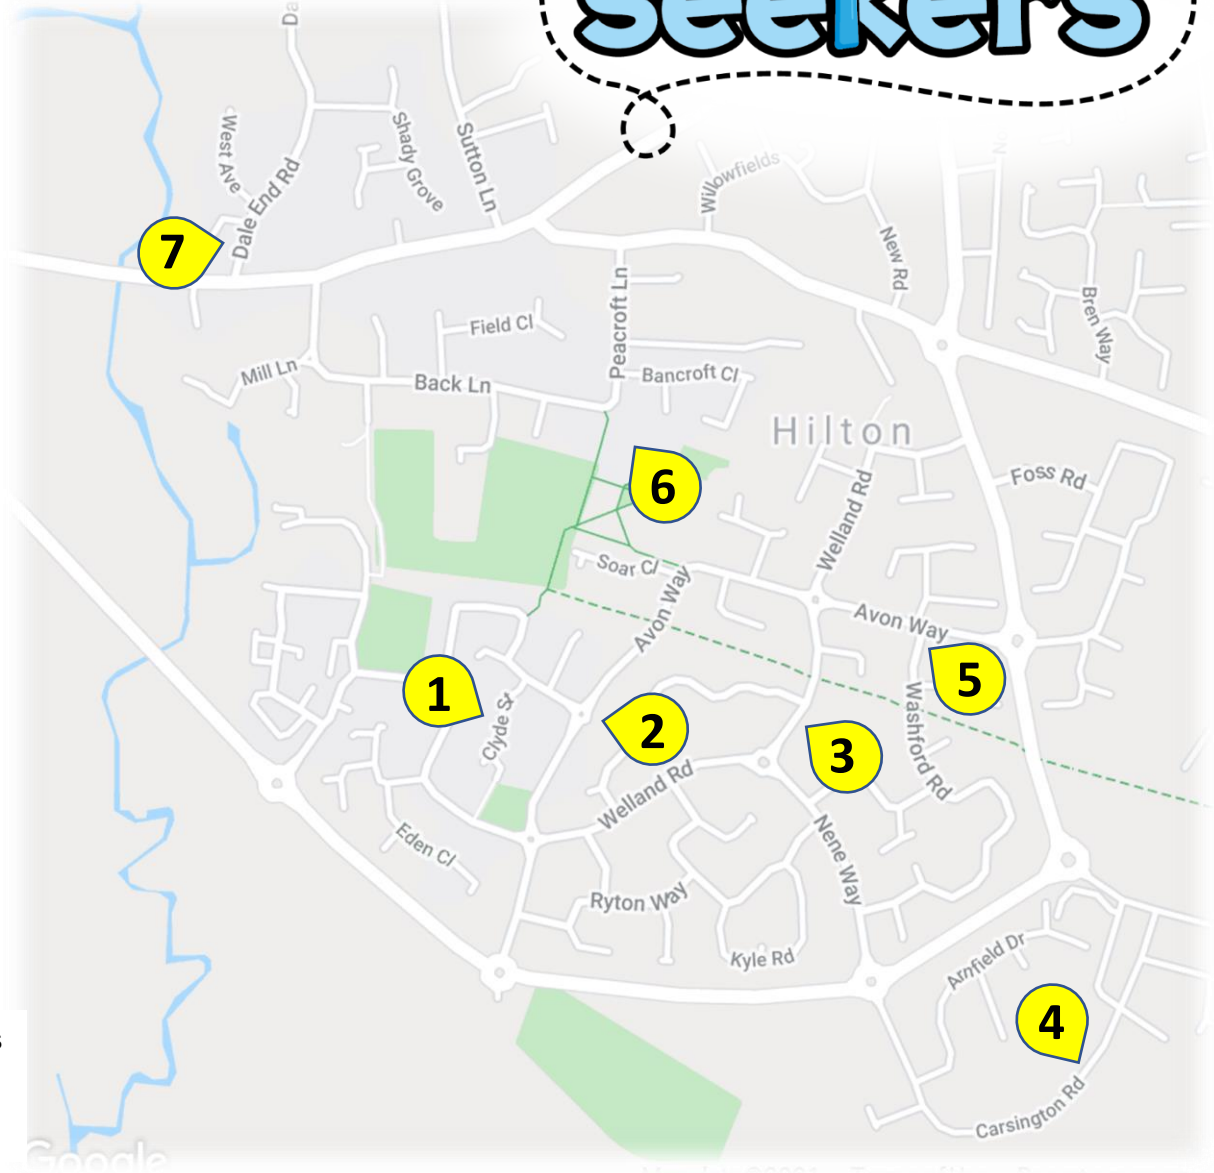 seekers
Da
West Ave
Dale End Rd
Shady Grove
Sutton Ln
Willowfields
New Rd
Bren Way
7
Peacroft Ln
Field Cl
Mill Ln
Back Ln
Bancroft Cl
Hilton
Foss Rd
6
Welland Rd
Soar Cl
Avon Way
Avon Way
5
1
Clyde St
2
3
Washford Rd
Welland Rd
Nene Way
Eden Cl
Ryton Way
Kyle Rd
Arnfield Dr
4
Carsington Rd
s
Google